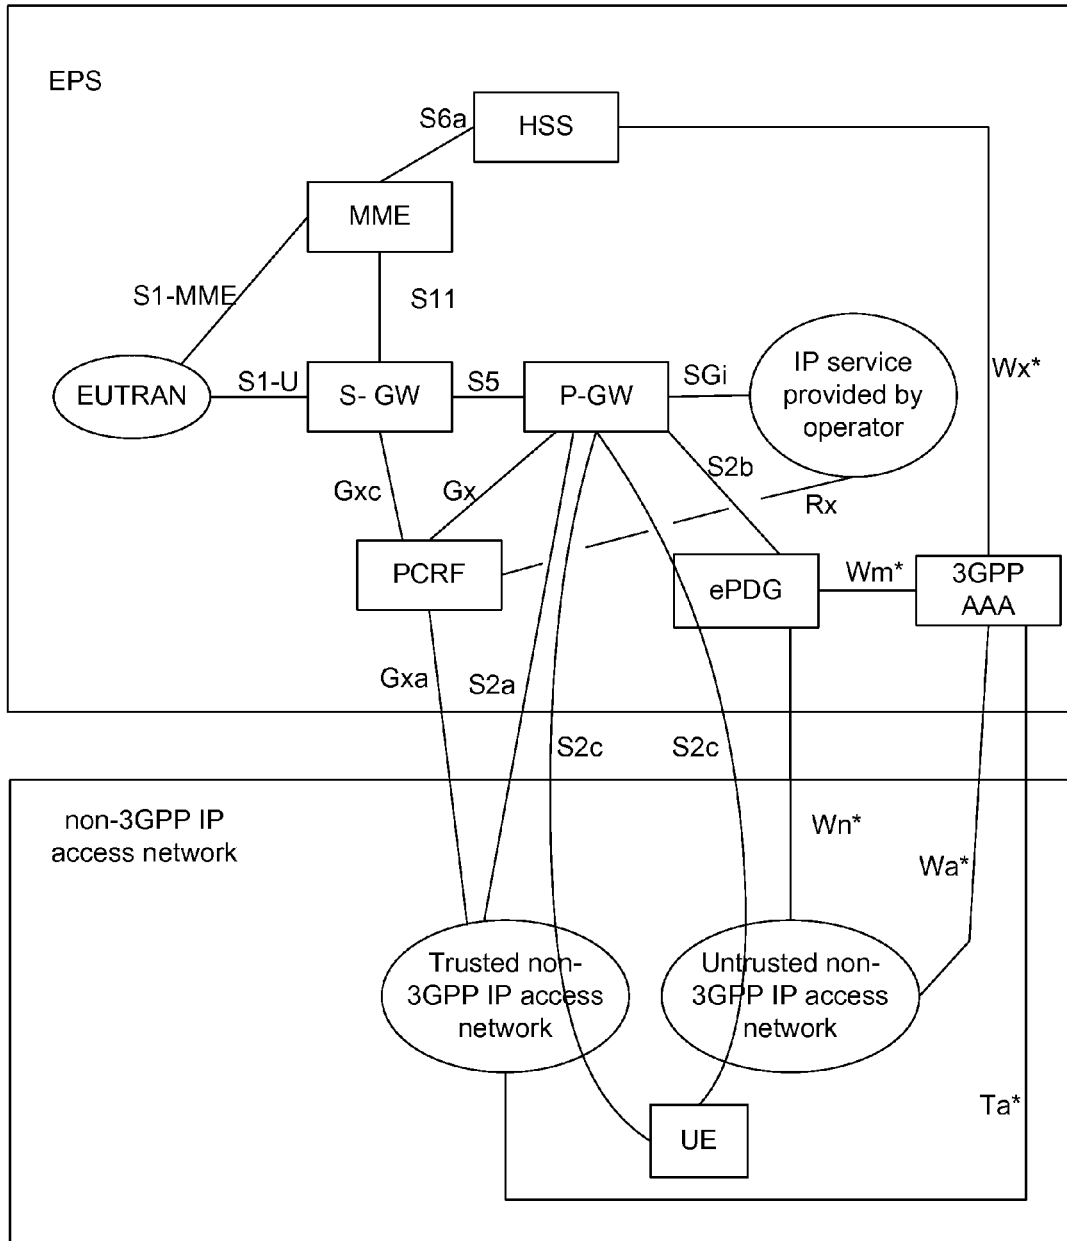 EPS
S6a
HSS
MME
S1-MME
S11
Wx*
EUTRAN
S1-U
S- GW
S5
P-GW
SGi
IP service
provided by
operator
Gxc
Gx
S2b
Rx
PCRF
ePDG
Wm*
3GPP
AAA
Gxa
S2a
S2c
S2c
non-3GPP IP
access network
Wn*
Wa*
Trusted non-
3GPP IP access
network
Untrusted non-
3GPP IP access
network
Ta*
UE